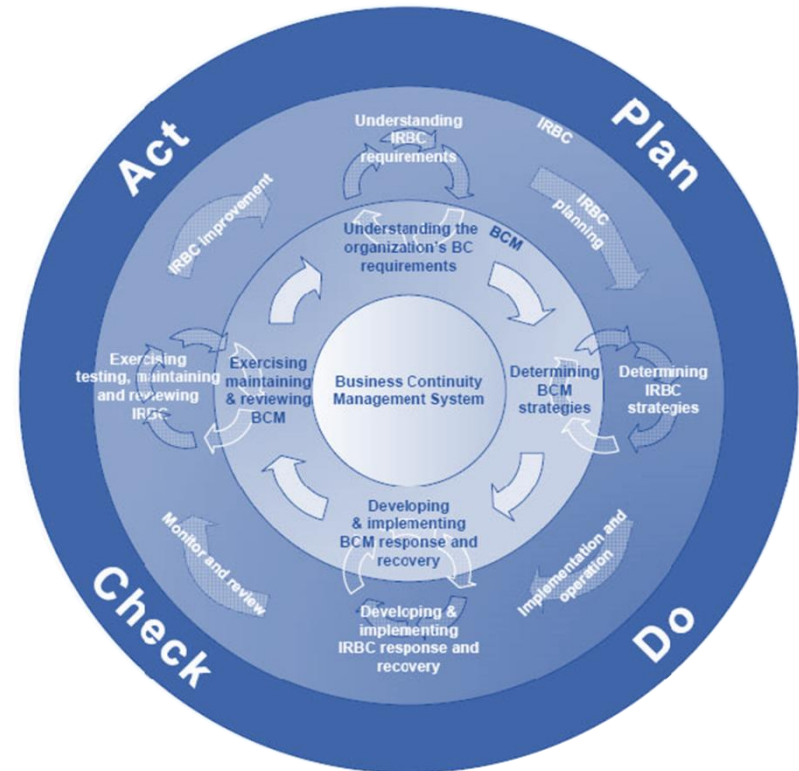 Act
Plan
Understanding
IRBC
requirements
IRBC
IRBC
planning
IRBC improvement
Understanding the
organization's BC
requirements
BCM
Exercising
testing, maintaining
and reviewing
IRBC
Exercising
maintaining
& reviewing
BCM
Business Continuity
Management System
Determining
BCM
strategies
Determining
IRBC
strategies
Developing
& implementing
BCM response and
recovery
Monitor and review
Implementation and
operation
Developing &
implementing
IRBC response and
recovery
Check
Do